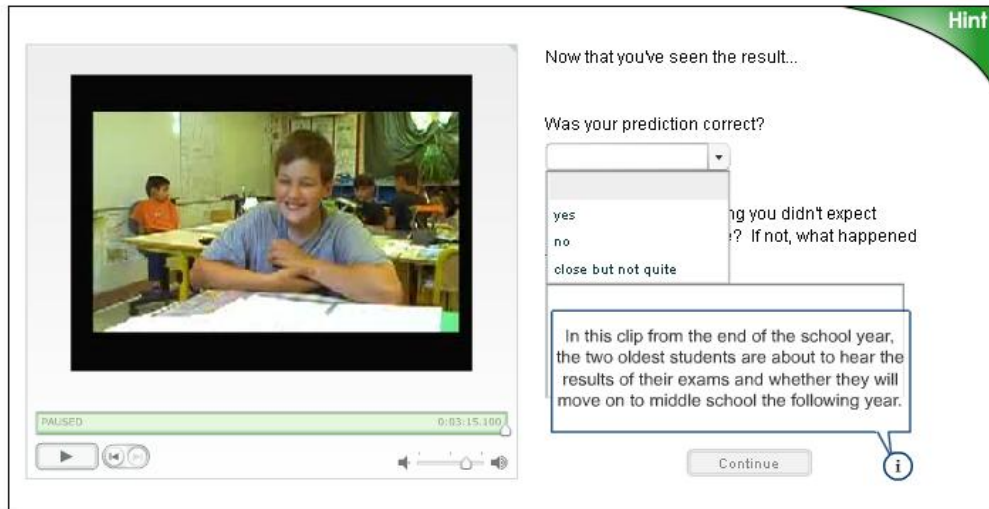 Hint
Now that you've seen the result...
Was your prediction correct?
yes
no
close but not quite
ng you didn't expect
? If not, what happened
In this clip from the end of the school year,
the two oldest students are about to hear the
results of their exams and whether they will
move on to middle school the following year.
PAUSED
0:03:15.100
Continue
i